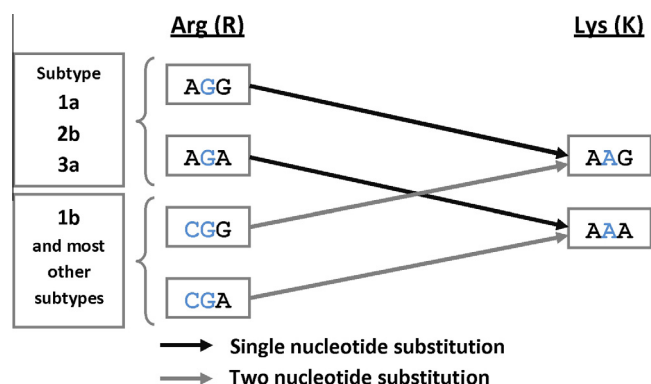 Arg (R)
Lys (K)
Subtype
1a
2b
3a
AGG
AGA
AAG
1b
and most
other
subtypes
CGG
CGA
AAA
Single nucleotide substitution
Two nucleotide substitution